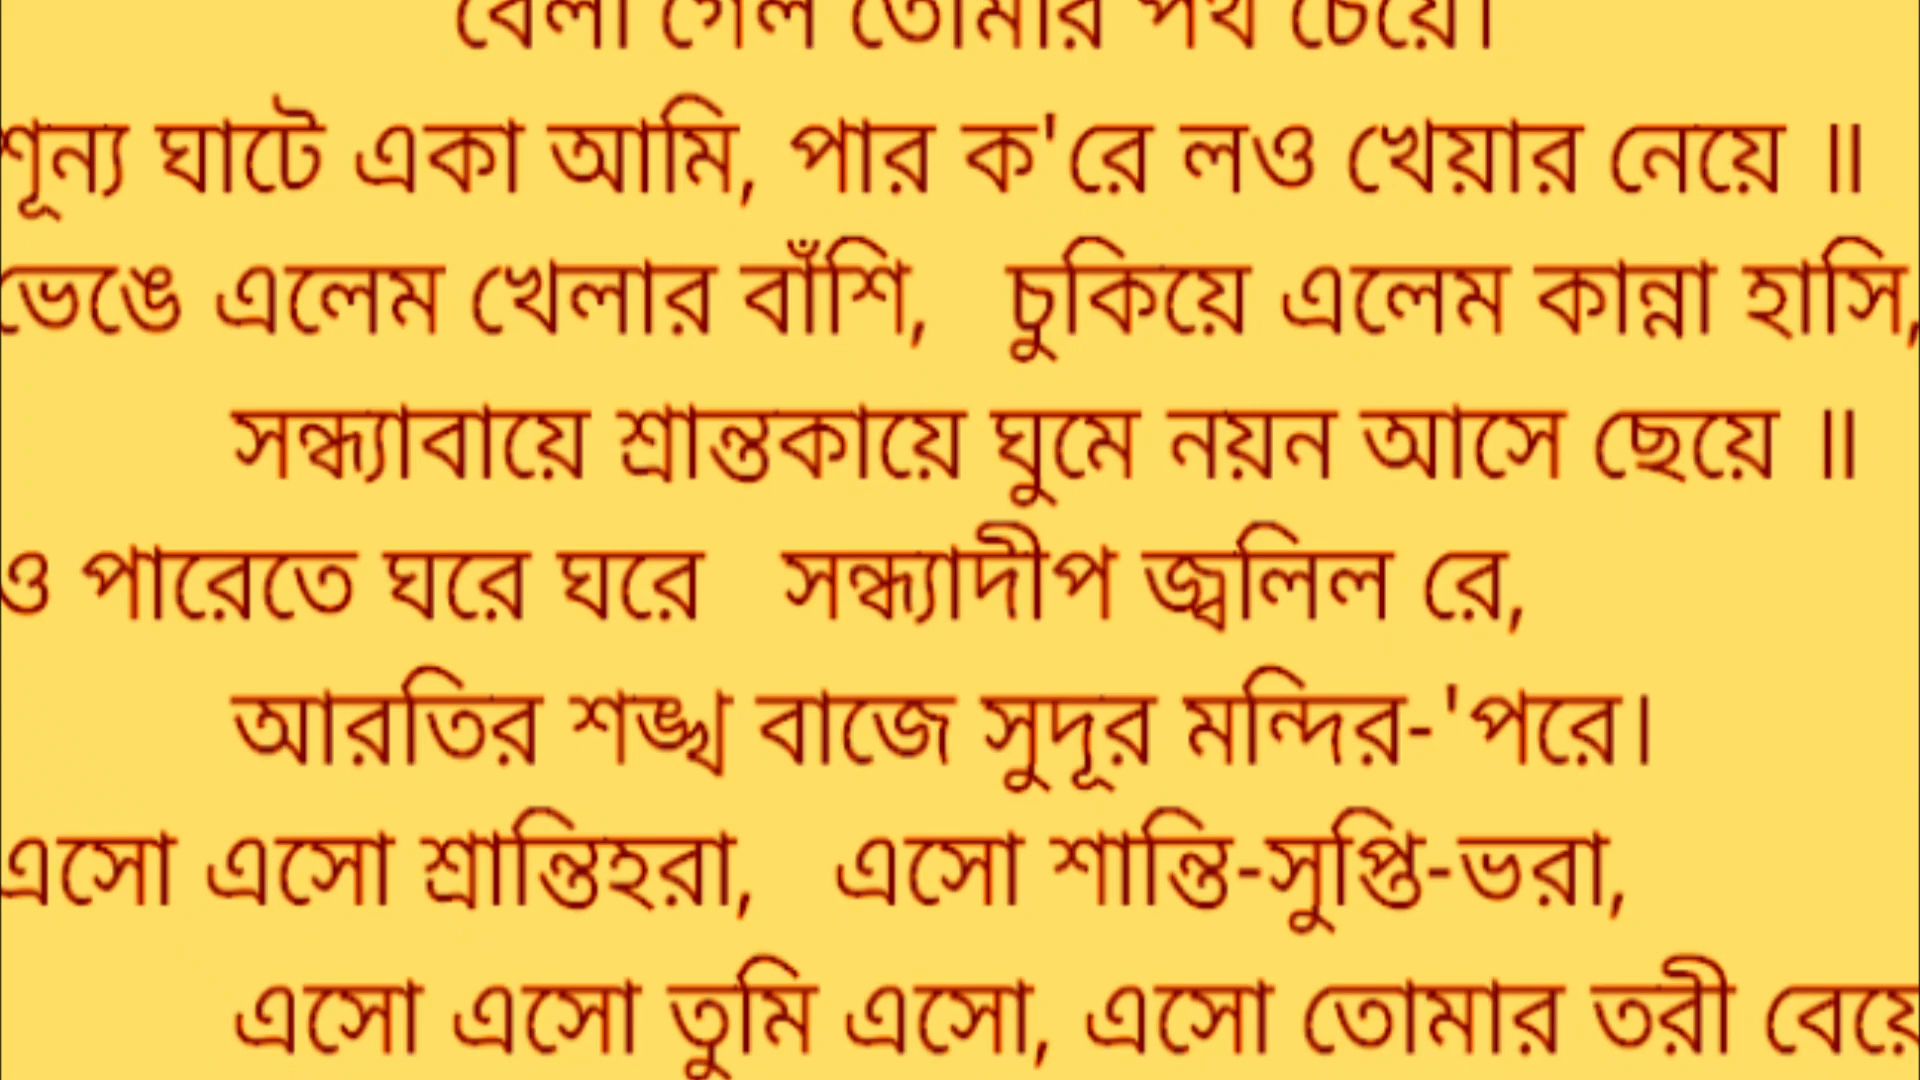 বেলা গেল তোমার পথ চেয়ে।
শূন্য ঘাটে একা আমি, পার ক'রে লও খেয়ার নেয়ে ॥
ভেঙে এলেম খেলার বাঁশি, চুকিয়ে এলেম কান্না হাসি,
সন্ধ্যাবায়ে শ্রান্তকায়ে ঘুমে নয়ন আসে ছেয়ে ॥
ও পারেতে ঘরে ঘরে সন্ধ্যাদীপ জ্বলিল রে,
আরতির শঙ্খ বাজে সুদূর মন্দির-'পরে।
এসো এসো শ্রান্তিহরা, এসো শান্তি-সুপ্তি-ভরা,
এসো এসো তুমি এসো, এসো তোমার তরী বেয়ে